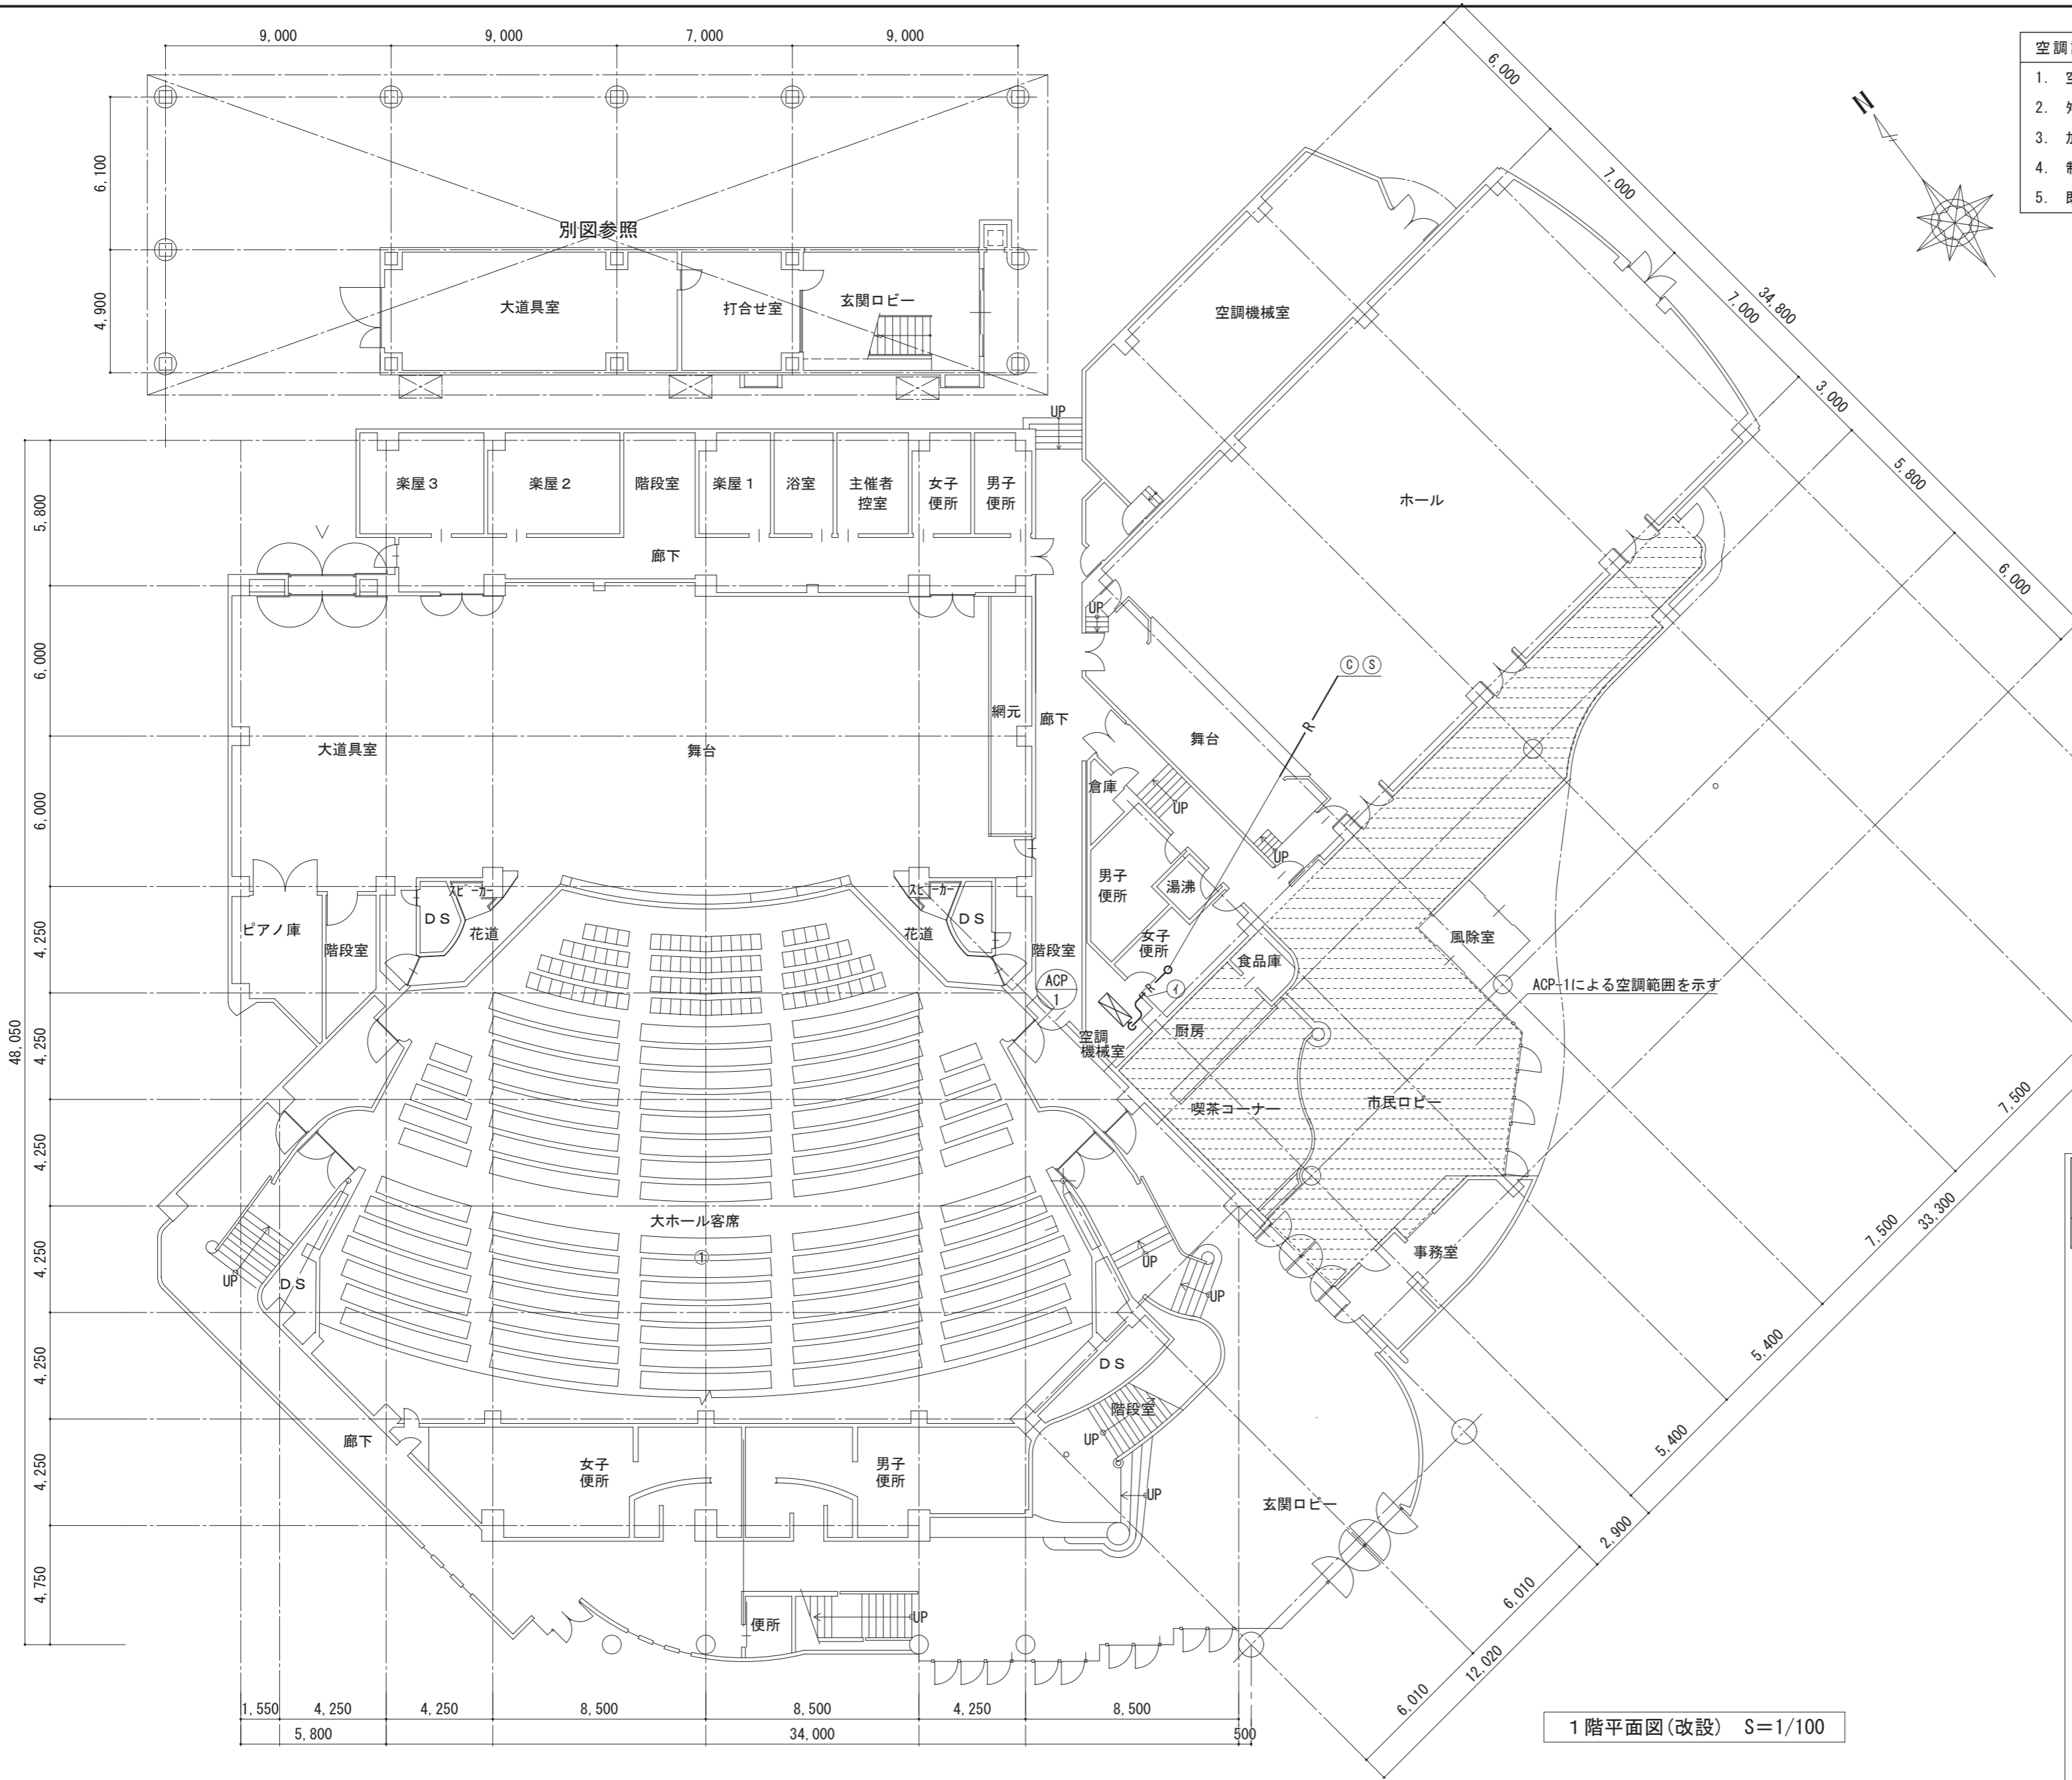 9,000
9,000
7,000
9,000
6,100
4,900
別図参照
大道具室
打合せ室
玄関ロビー
N
空調
1.
2.
3.
4.
5.
6,000
7,000
7,000
34,800
3,000
5,800
6,000
空調機械室
ホール
UP
楽屋3
楽屋2
階段室
楽屋1
浴室
主催者
控室
女子
便所
男子
便所
廊下
UP
48,050
5,800
6,000
6,000
4,250
4,250
4,250
4,250
4,250
4,250
4,750
大道具室
舞台
網元
廊下
舞台
R
Ⓒ Ⓢ
倉庫
UP
UP
男子
便所
湯沸
女子
便所
食品庫
風除室
ピアノ庫
階段室
スピーカー
DS
花道
花道
スピーカー
DS
階段室
ACP
1
R
㋑
空調
機械室
厨房
ACP-1による空調範囲を示す
喫茶コーナー
市民ロビー
大ホール客席
①
UP
DS
UP
UP
事務室
DS
階段室
UP
UP
廊下
女子
便所
男子
便所
玄関ロビー
便所
UP
7,500
7,500
33,300
5,400
5,400
2,900
6,010
12,020
6,010
1,550
4,250
4,250
8,500
8,500
4,250
8,500
5,800
34,000
500
1階平面図(改設) S=1/100